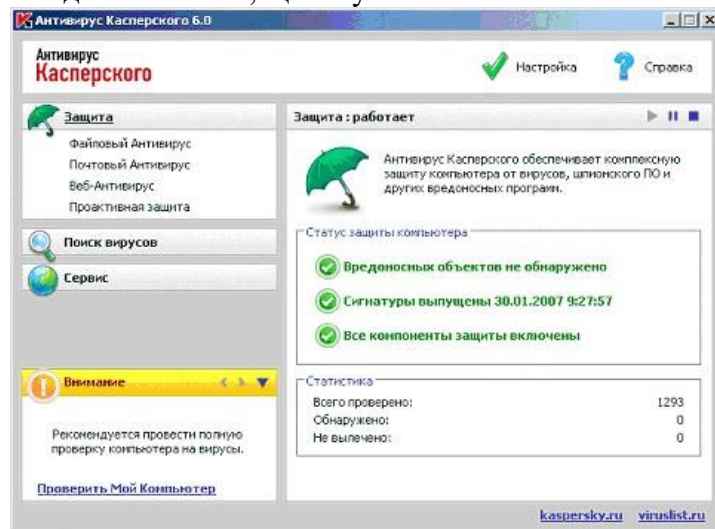 Антивирус Касперского 6.0
Антивирус
Касперского
Настройка
Справка
Защита
Файловый Антивирус
Почтовый Антивирус
Веб-Антивирус
Проактивная защита
Поиск вирусов
Сервис
Внимание
Рекомендуется провести полную
проверку компьютера на вирусы.
Проверить Мой Компьютер
Защита : работает
Антивирус Касперского обеспечивает комплексную
защиту компьютера от вирусов, шпионского ПО и
других вредоносных программ.
Статус защиты компьютера
Вредоносных объектов не обнаружено
Сигнатуры выпущены 30.01.2007 9:27:57
Все компоненты защиты включены
Статистика
Всего проверено: 1293
Обнаружено: 0
Не вылечено: 0
kaspersky.ru viruslist.ru